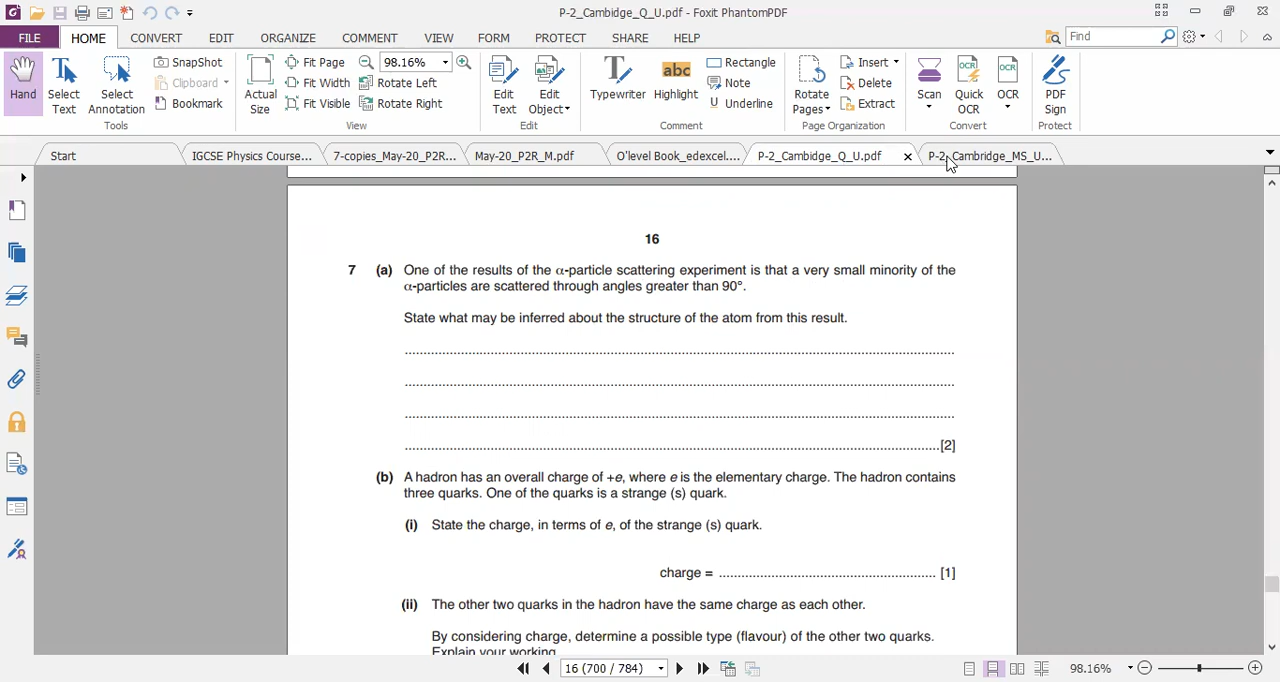 P-2_Cambidge_Q_U.pdf - Foxit PhantomPDF
FILE HOME CONVERT EDIT ORGANIZE COMMENT VIEW FORM PROTECT SHARE HELP Find
Hand
Select Text
Select Annotation
SnapShot
Clipboard
Bookmark
Tools
Actual Size
Fit Page
Fit Width
Fit Visible
98.16%
Rotate Left
Rotate Right
View
Edit Text
Edit Object
Edit
Typewriter
abc
Highlight
Rectangle
Note
U Underline
Comment
Rotate Pages
Insert
Delete
Extract
Page Organization
Scan
OCR
Quick OCR
OCR
OCR
Convert
PDF Sign
Protect
Start IGCSE Physics Course... 7-copies_May-20_P2R... May-20_P2R_M.pdf O'level Book_edexcel.... P-2_Cambidge_Q_U.pdf P-2_Cambridge_MS_U...
16
7 (a) One of the results of the α-particle scattering experiment is that a very small minority of the
α-particles are scattered through angles greater than 90°.
State what may be inferred about the structure of the atom from this result.
..........................................................................................................................
..........................................................................................................................
..........................................................................................................................
.......................................................................................................................[2]
(b) A hadron has an overall charge of +e, where e is the elementary charge. The hadron contains
three quarks. One of the quarks is a strange (s) quark.
(i) State the charge, in terms of e, of the strange (s) quark.
charge = ...................................................... [1]
(ii) The other two quarks in the hadron have the same charge as each other.
By considering charge, determine a possible type (flavour) of the other two quarks.
Explain your working.
16 (700 / 784)
98.16%